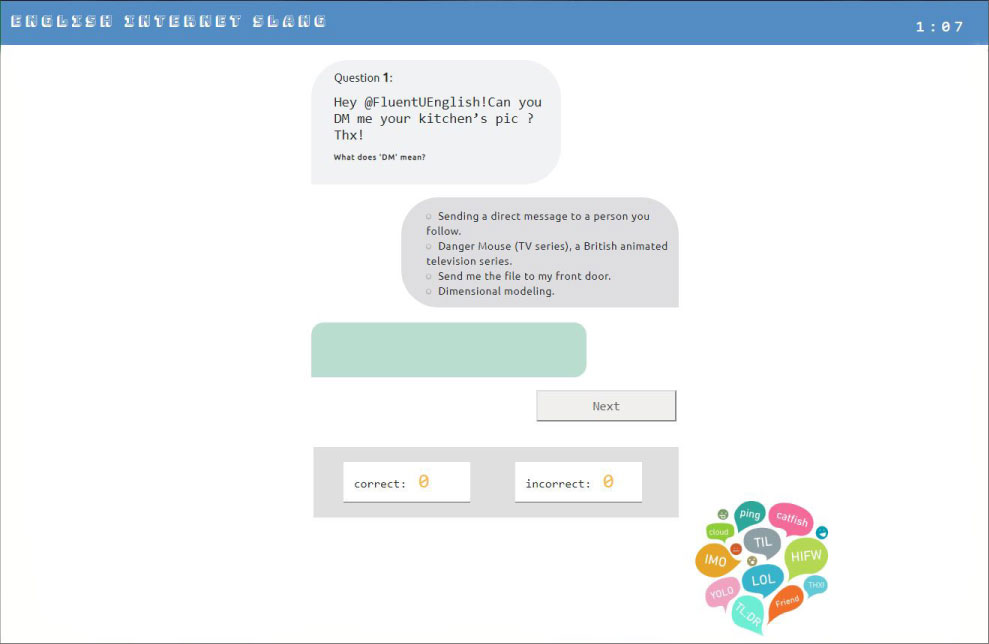 ENGLISH INTERNET SLANG
1:07
Question 1:
Hey @FluentUEnglish!Can you
DM me your kitchen’s pic ?
Thx!
What does 'DM' mean?
Sending a direct message to a person you
follow.
Danger Mouse (TV series), a British animated
television series.
Send me the file to my front door.
Dimensional modeling.
Next
correct: 0
incorrect: 0
ping
catfish
cloud
TIL
IMO
HIFW
LOL
YOLO
THX!
Friend
TL.DR